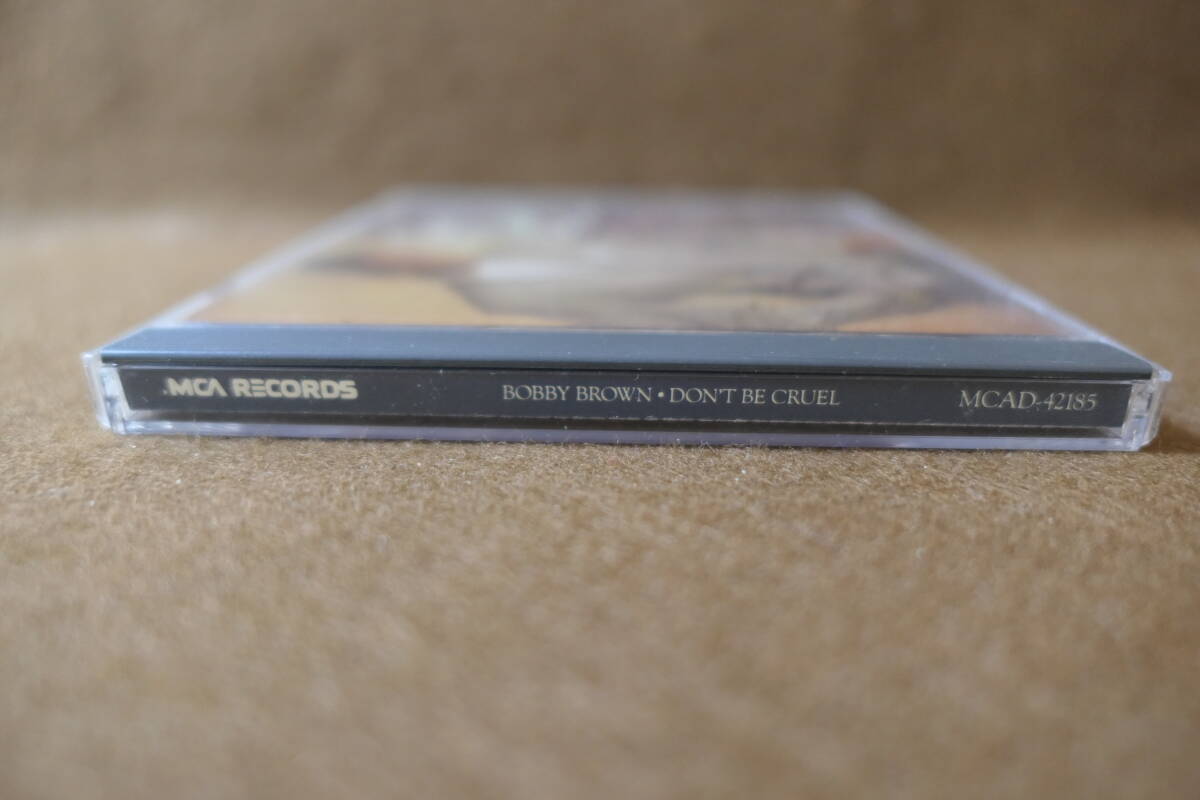 MCA RECORDS BOBBY BROWN • DON'T BE CRUEL MCAD-42185